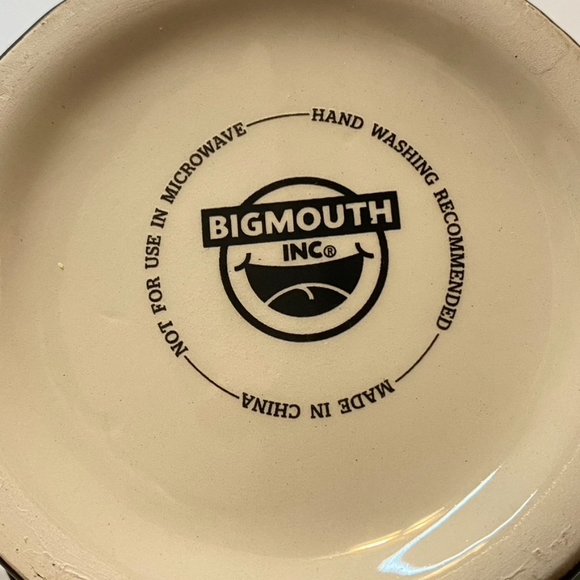 BIGMOUTH
INC®
HAND WASHING RECOMMENDED
MADE IN CHINA
NOT FOR USE IN MICROWAVE